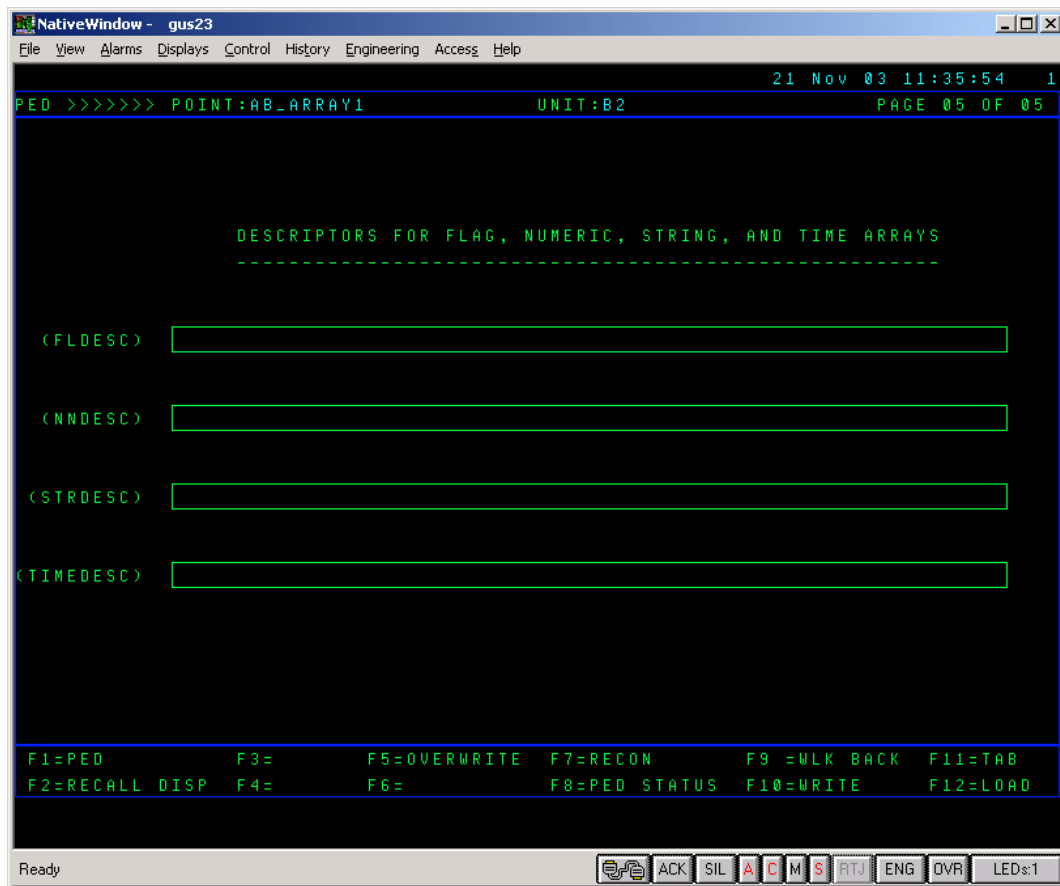 NativeWindow - gus23
File View Alarms Displays Control History Engineering Access Help
21 Nov 03 11:35:54 1
PED >>>>>>> POINT:AB_ARRAY1 UNIT:B2 PAGE 05 OF 05
DESCRIPTORS FOR FLAG, NUMERIC, STRING, AND TIME ARRAYS
------------------------------------------------------
(FLDESC)
(NNDESC)
(STRDESC)
(TIMEDESC)
F1=PED F3= F5=OVERWRITE F7=RECON F9 =WLK BACK F11=TAB
F2=RECALL DISP F4= F6= F8=PED STATUS F10=WRITE F12=LOAD
Ready ACK SIL A C M S RTJ ENG OVR LEDs:1